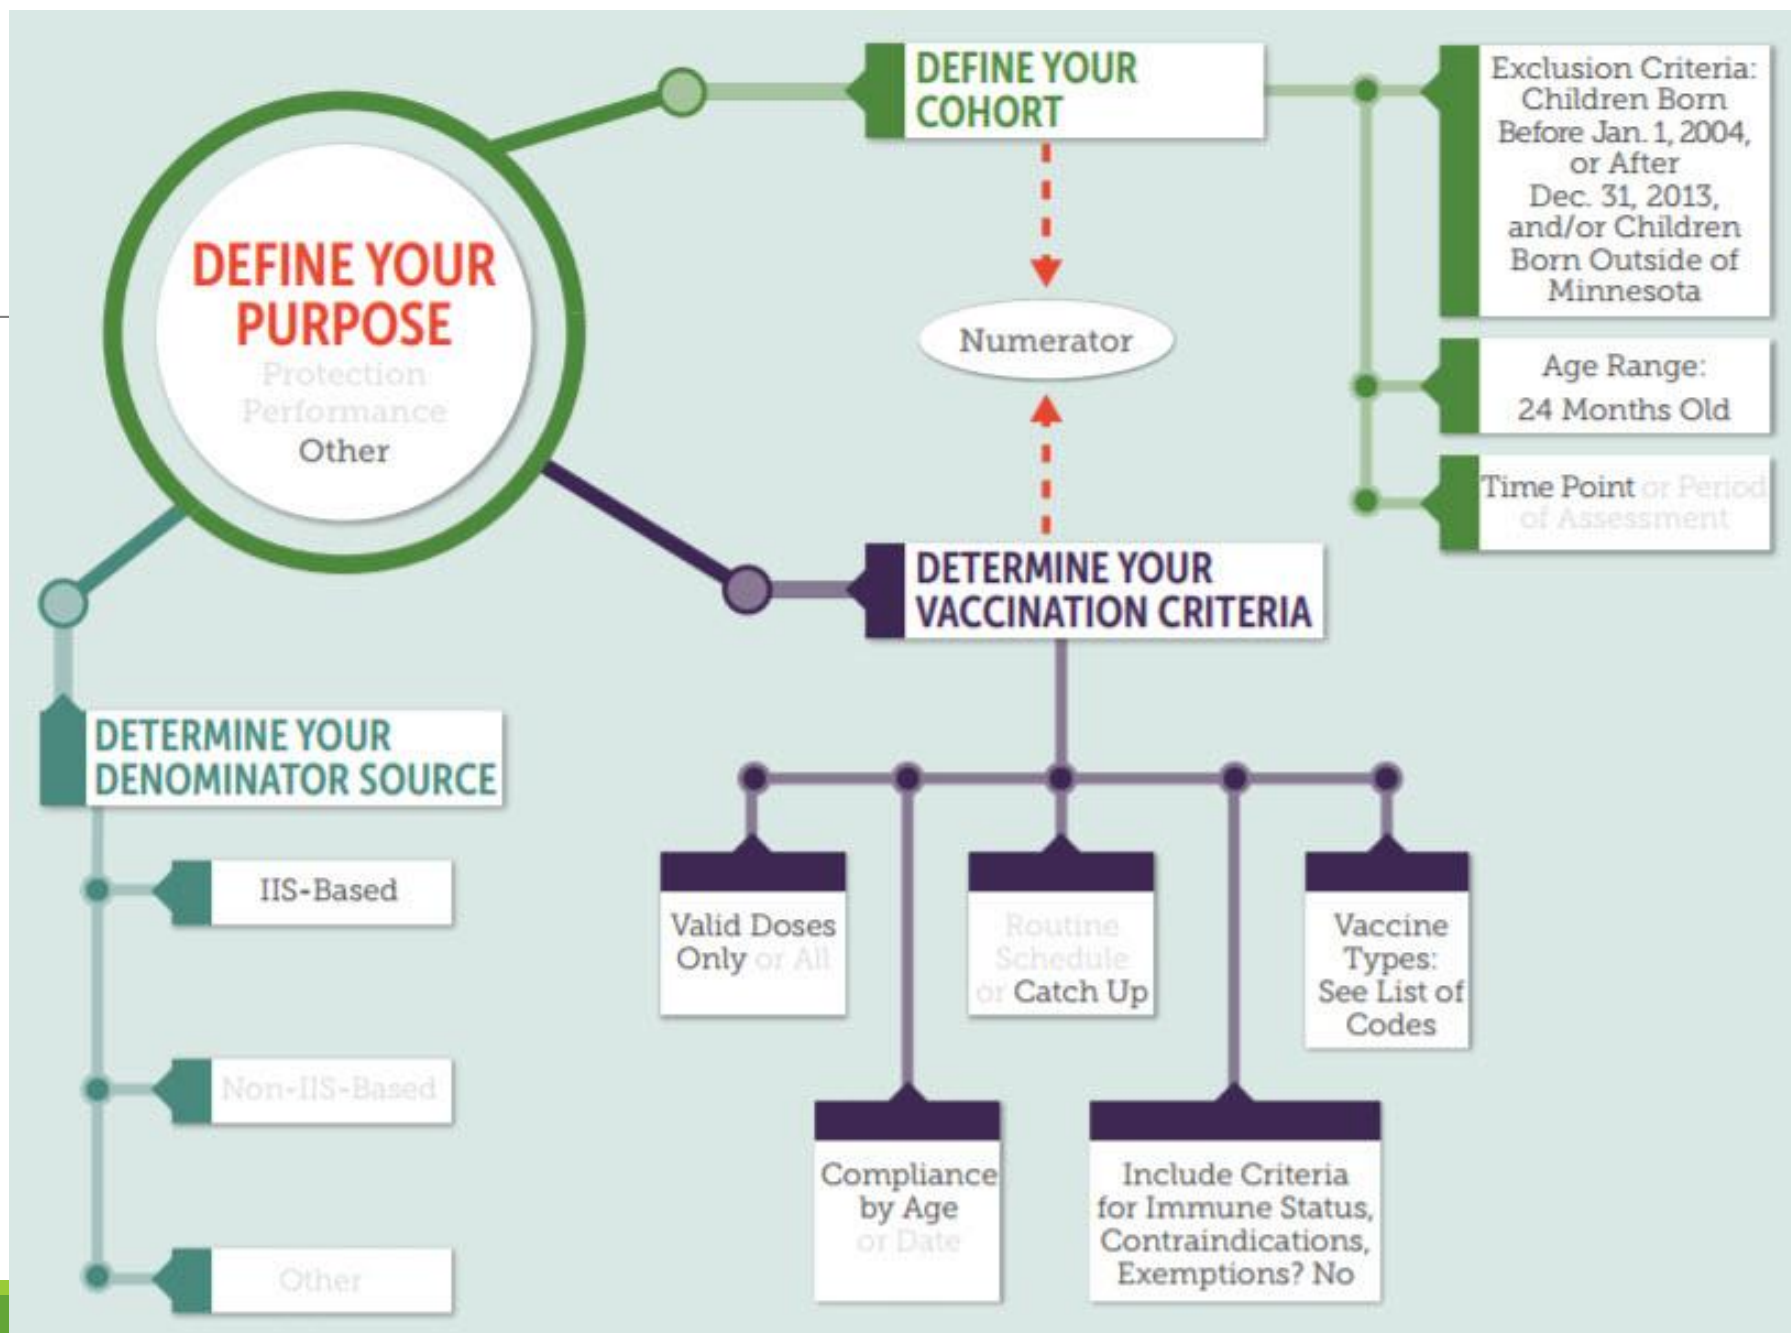 DEFINE YOUR
PURPOSE
Protection
Performance
Other
DEFINE YOUR
COHORT
Exclusion Criteria:
Children Born
Before Jan. 1, 2004,
or After
Dec. 31, 2013,
and/or Children
Born Outside of
Minnesota
Age Range:
24 Months Old
Time Point or Period
of Assessment
Numerator
DETERMINE YOUR
VACCINATION CRITERIA
Valid Doses
Only or All
Compliance
by Age
or Date
Routine
Schedule
or Catch Up
Include Criteria
for Immune Status,
Contraindications,
Exemptions? No
Vaccine
Types:
See List of
Codes
DETERMINE YOUR
DENOMINATOR SOURCE
IIS-Based
Non-IIS-Based
Other